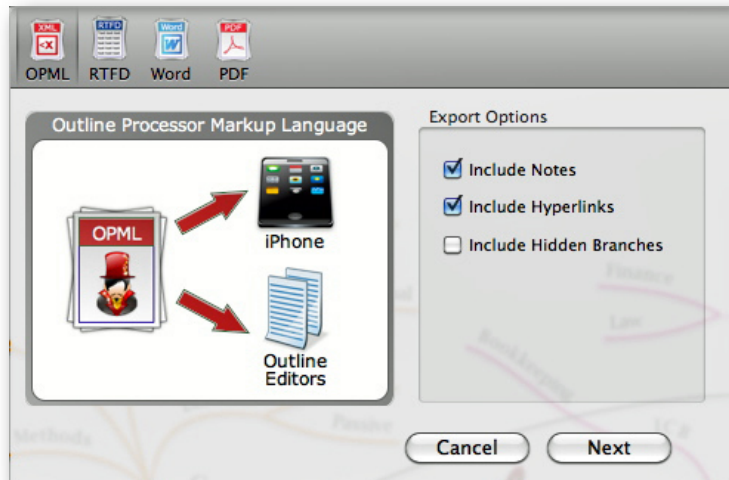 XML
RTFD
Word
PDF
OPML
RTFD
Word
PDF
Outline Processor Markup Language
OPML
iPhone
Outline
Editors
Export Options
Include Notes
Include Hyperlinks
Include Hidden Branches
Finance
Law
Bookkeeping
Passive
Methods
Cancel
Next